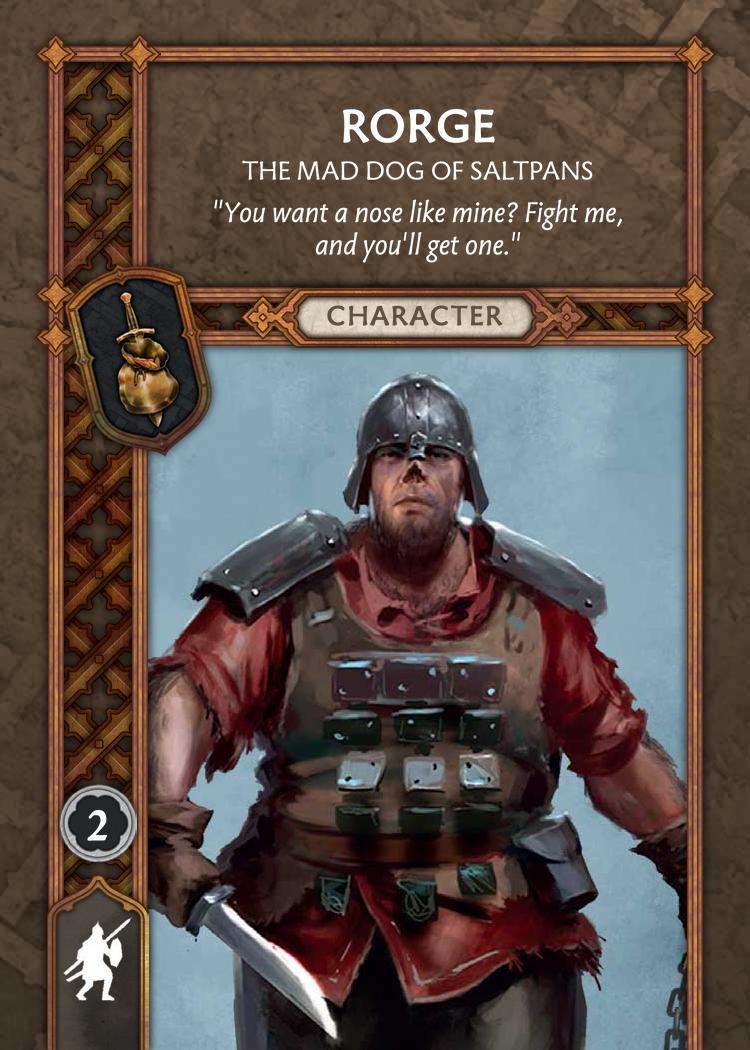 RORGE
THE MAD DOG OF SALTPANS
"You want a nose like mine? Fight me,
and you'll get one."
CHARACTER
2